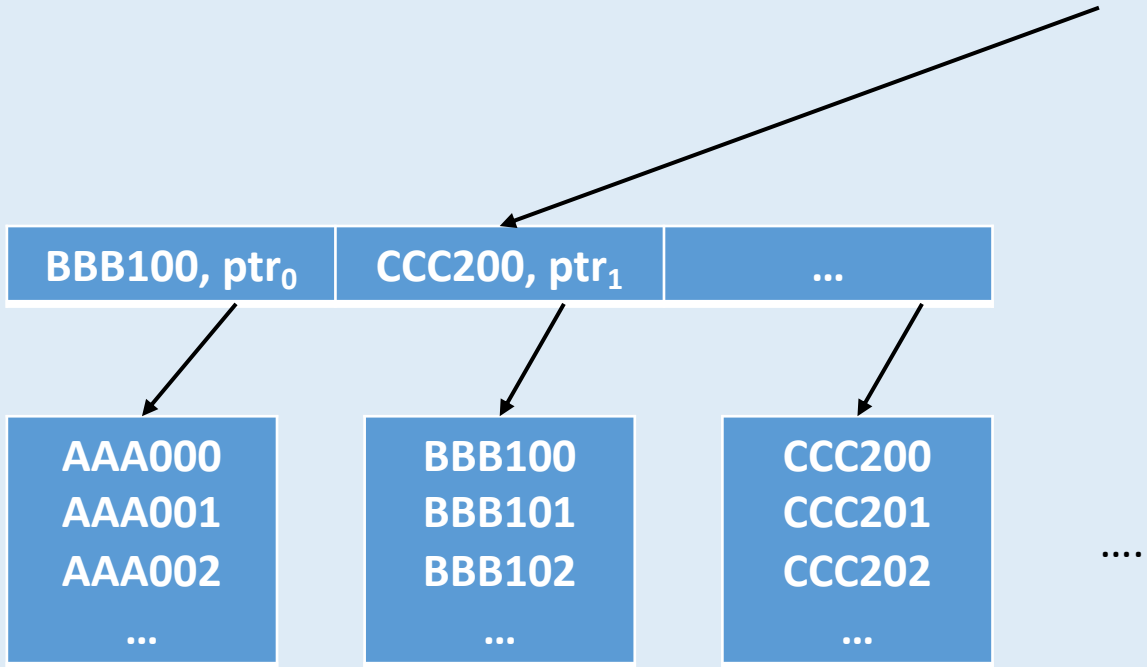 BBB100, ptr₀ CCC200, ptr₁ ...
AAA000 BBB100 CCC200
AAA001 BBB101 CCC201
AAA002 BBB102 CCC202
....
... ... ...